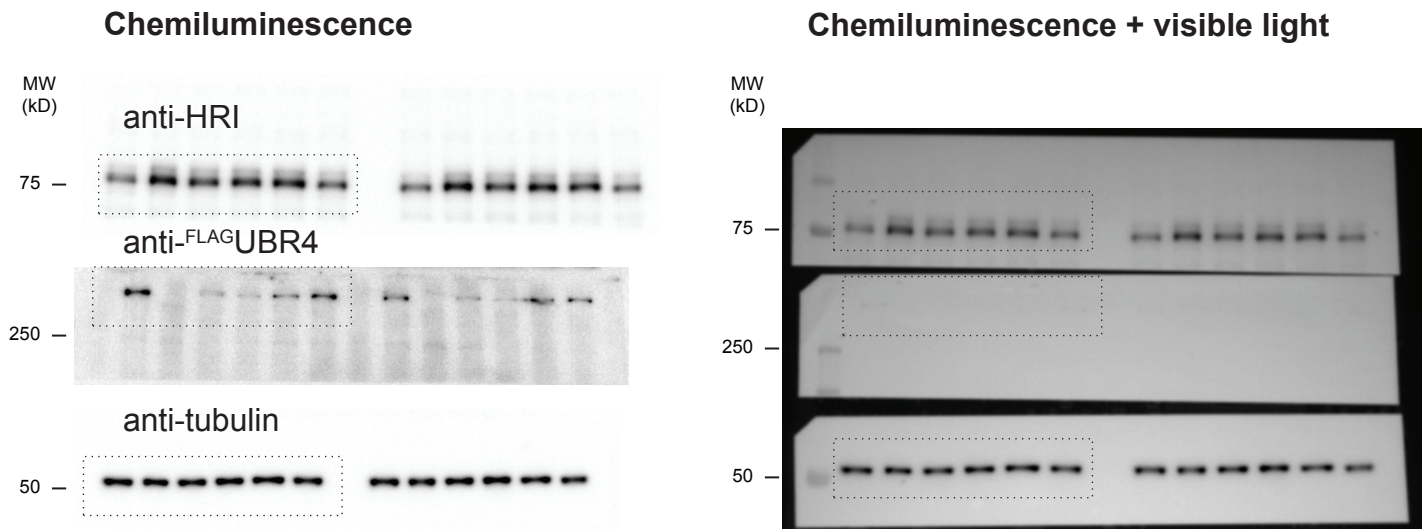 Chemiluminescence
MW
(kD)
anti-HRI
75
anti-FLAGUBR4
250
anti-tubulin
50
Chemiluminescence + visible light
MW
(kD)
75
250
50